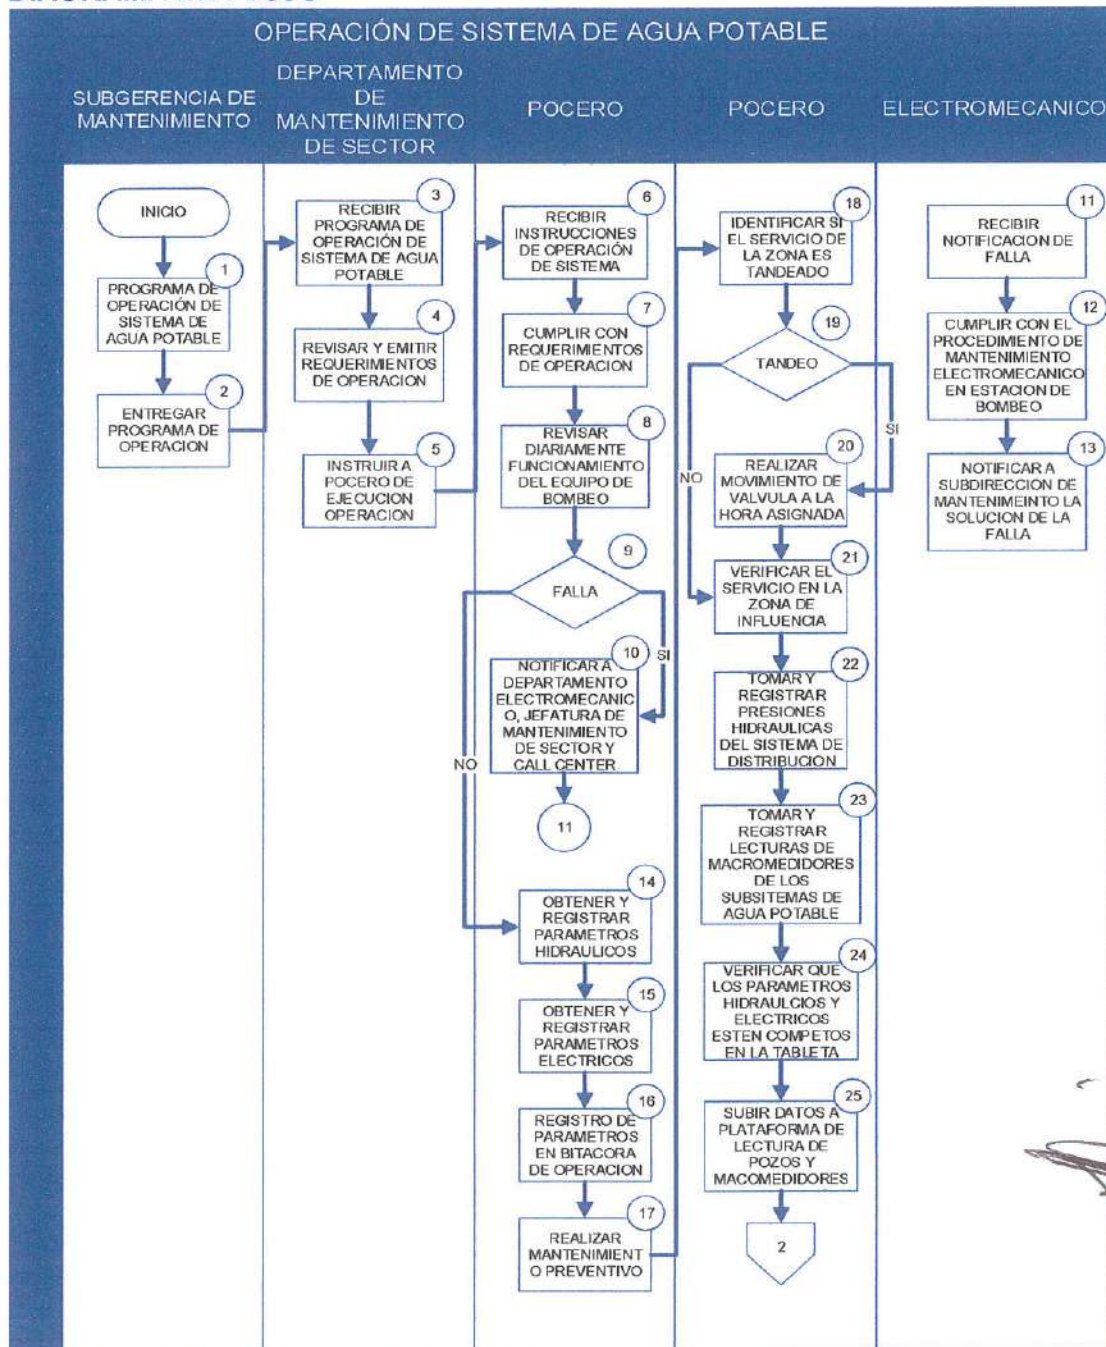 OPERACIÓN DE SISTEMA DE AGUA POTABLE
SUBGERENCIA DE
MANTENIMIENTO
DEPARTAMENTO
DE
MANTENIMIENTO
DE SECTOR
POCERO
POCERO
ELECTROMECANICO
INICIO
1
PROGRAMA DE
OPERACIÓN DE
SISTEMA DE
AGUA POTABLE
2
ENTREGAR
PROGRAMA DE
OPERACION
3
RECIBIR
PROGRAMA DE
OPERACIÓN DE
SISTEMA DE AGUA
POTABLE
4
REVISAR Y EMITIR
REQUERIMIENTOS
DE OPERACION
5
INSTRUIR A
POCERO DE
EJECUCION
OPERACION
6
RECIBIR
INSTRUCCIONES
DE OPERACIÓN
DE SISTEMA
7
CUMPLIR CON
REQUERIMIENTOS
DE OPERACION
8
REVISAR
DIARIAMENTE
FUNCIONAMIENTO
DEL EQUIPO DE
BOMBEO
9
FALLA
SI
NO
10
NOTIFICAR A
DEPARTAMENTO
ELECTROMECANIC
O, JEFATURA DE
MANTENIMIENTO
DE SECTOR Y
CALL CENTER
11
14
OBTENER Y
REGISTRAR
PARAMETROS
HIDRAULICOS
15
OBTENER Y
REGISTRAR
PARAMETROS
ELECTRICOS
16
REGISTRO DE
PARAMETROS
EN BITACORA
DE OPERACION
17
REALIZAR
MANTENIMIENT
O PREVENTIVO
18
IDENTIFICAR SI
EL SERVICIO DE
LA ZONA ES
TANDEADO
19
TANDEO
SI
NO
20
REALIZAR
MOVIMIENTO DE
VALVULA A LA
HORA ASIGNADA
21
VERIFICAR EL
SERVICIO EN LA
ZONA DE
INFLUENCIA
22
TOMAR Y
REGISTRAR
PRESIONES
HIDRAULICAS
DEL SISTEMA DE
DISTRIBUCION
23
TOMAR Y
REGISTRAR
LECTURAS DE
MACROMEDIDORES
DE LOS
SUBSITEMAS DE
AGUA POTABLE
24
VERIFICAR QUE
LOS PARAMETROS
HIDRAULCIOS Y
ELECTRICOS
ESTEN COMPETOS
EN LA TABLETA
25
SUBIR DATOS A
PLATAFORMA DE
LECTURA DE
POZOS Y
MACOMEDIDORES
2
11
RECIBIR
NOTIFICACION DE
FALLA
12
CUMPLIR CON EL
PROCEDIMIENTO DE
MANTENIMIENTO
ELECTROMECANICO
EN ESTACION DE
BOMBEO
13
NOTIFICAR A
SUBDIRECCION DE
MANTENIMEINTO LA
SOLUCION DE LA
FALLA